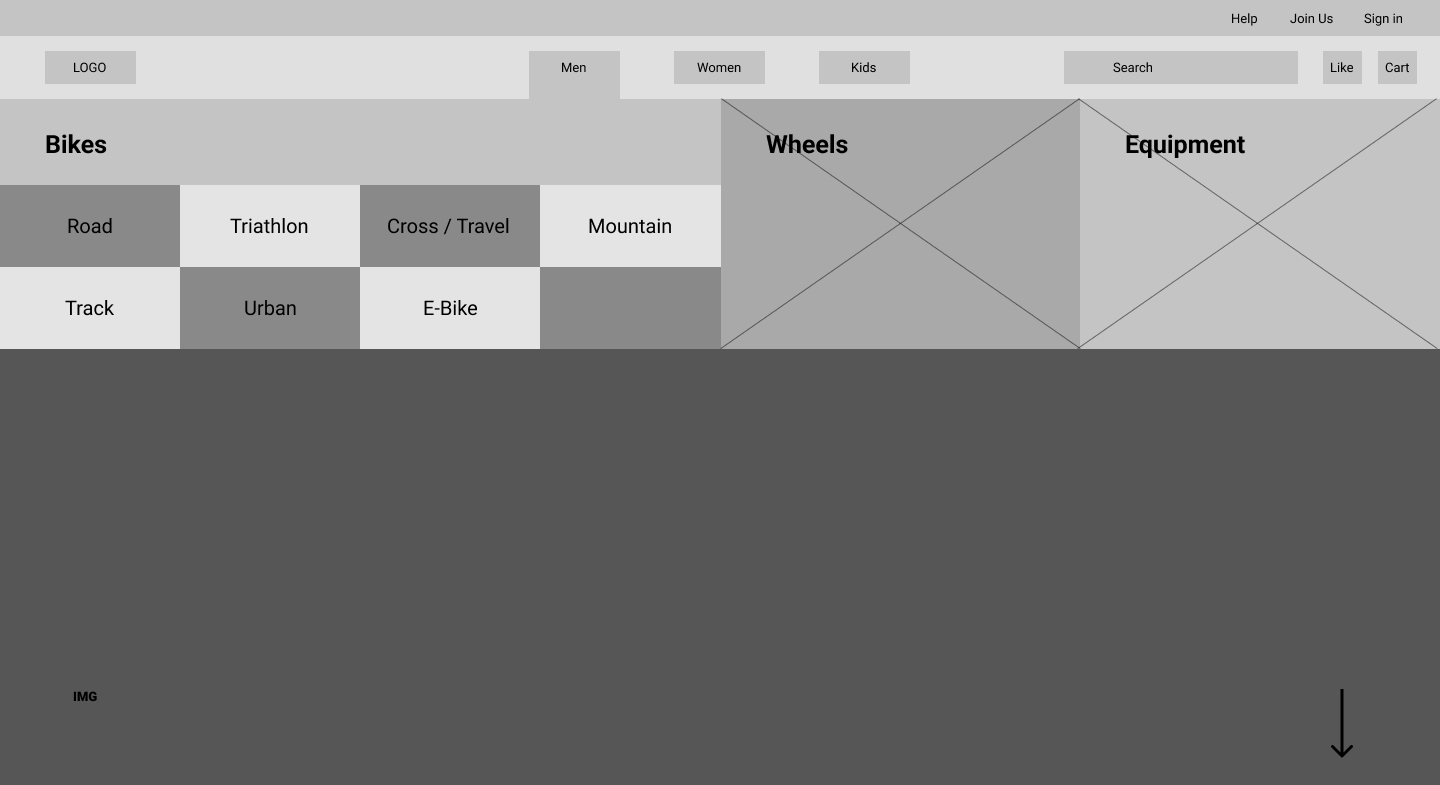 Help Join Us Sign in
LOGO Men Women Kids Search Like Cart
Bikes Wheels Equipment
Road Triathlon Cross / Travel Mountain
Track Urban E-Bike
IMG